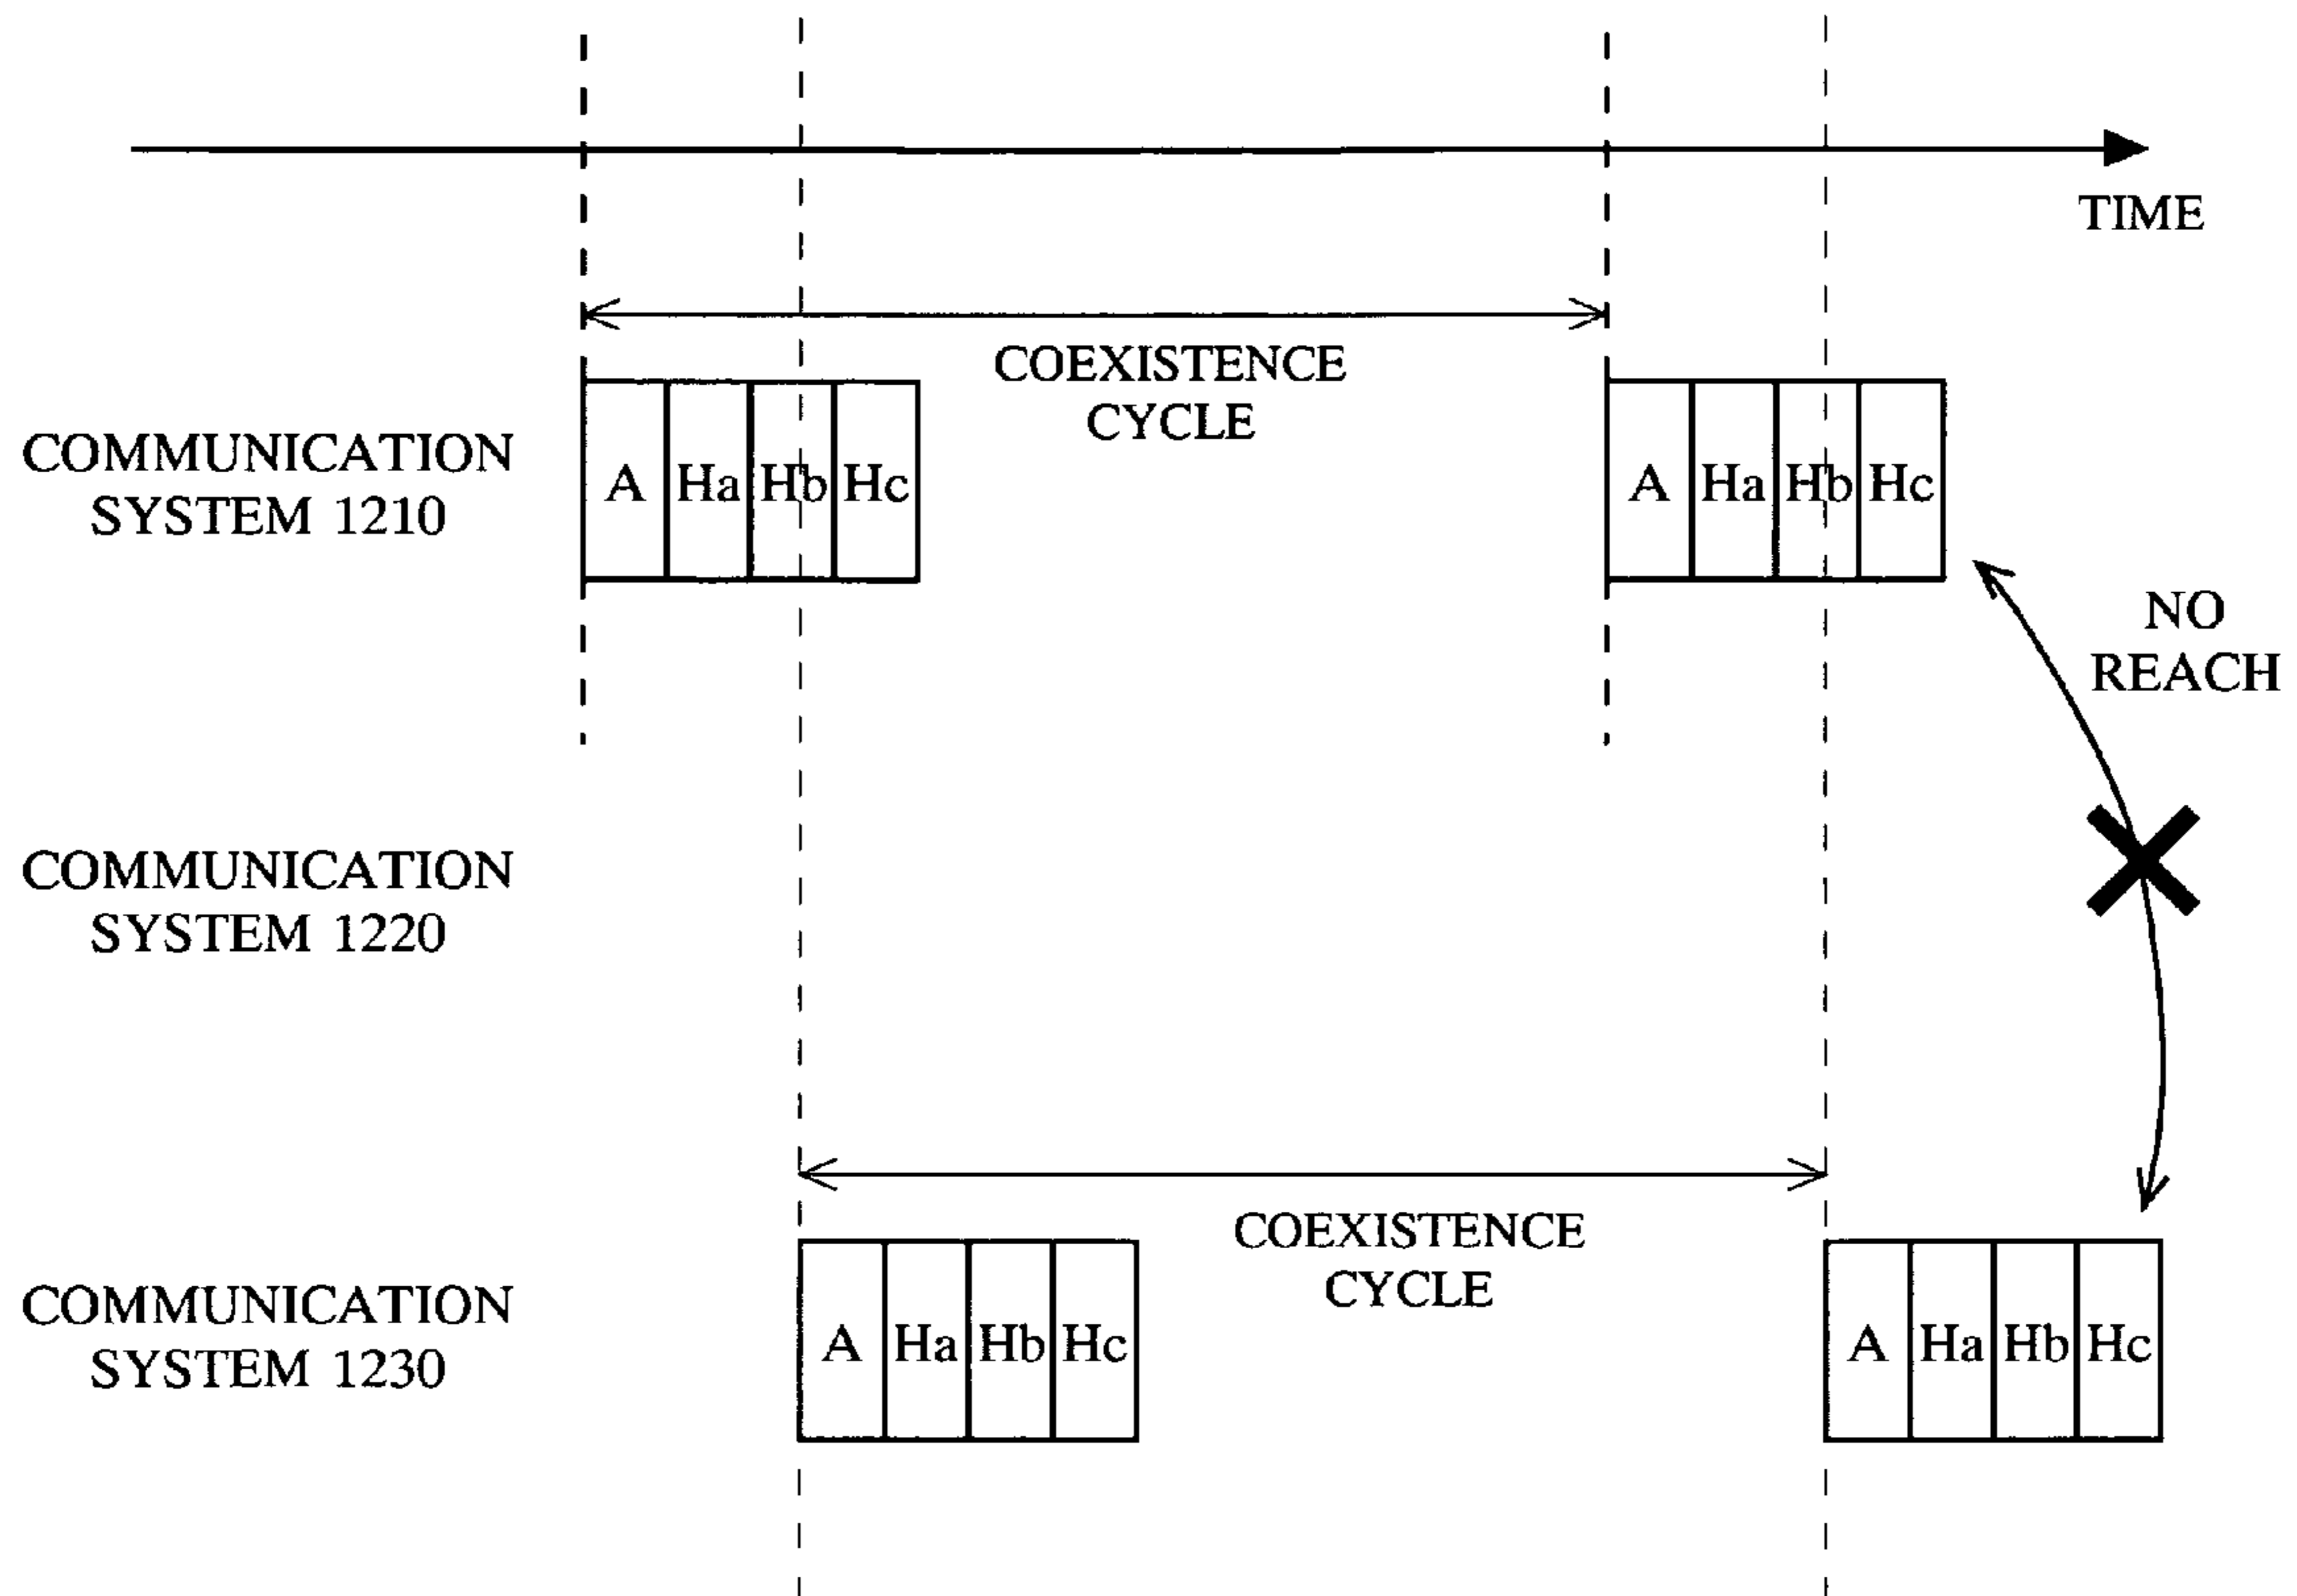 TIME
COEXISTENCE
CYCLE
COMMUNICATION
SYSTEM 1210
A Ha Hb Hc
A Ha Hb Hc
NO
REACH
COMMUNICATION
SYSTEM 1220
COEXISTENCE
CYCLE
COMMUNICATION
SYSTEM 1230
A Ha Hb Hc
A Ha Hb Hc